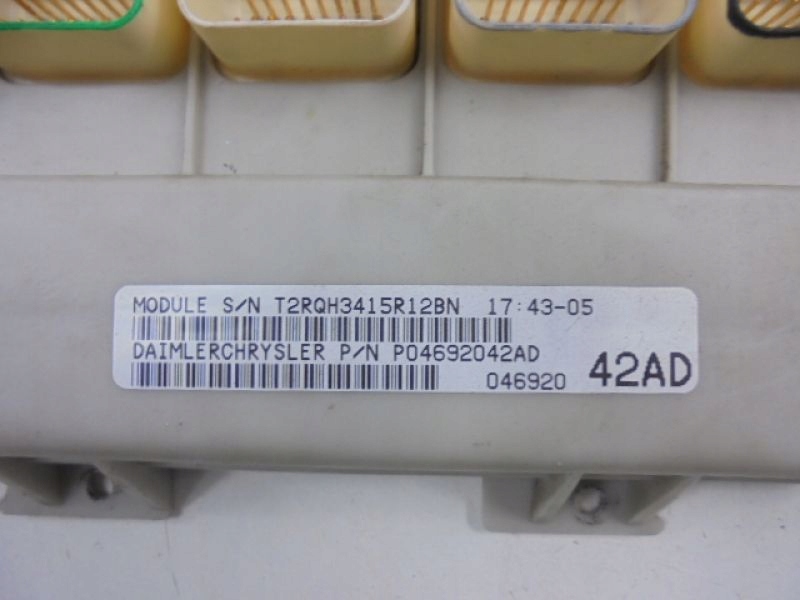 MODULE S/N T2RQH3415R12BN 17:43-05
DAIMLERCHRYSLER P/N P04692042AD
046920 42AD